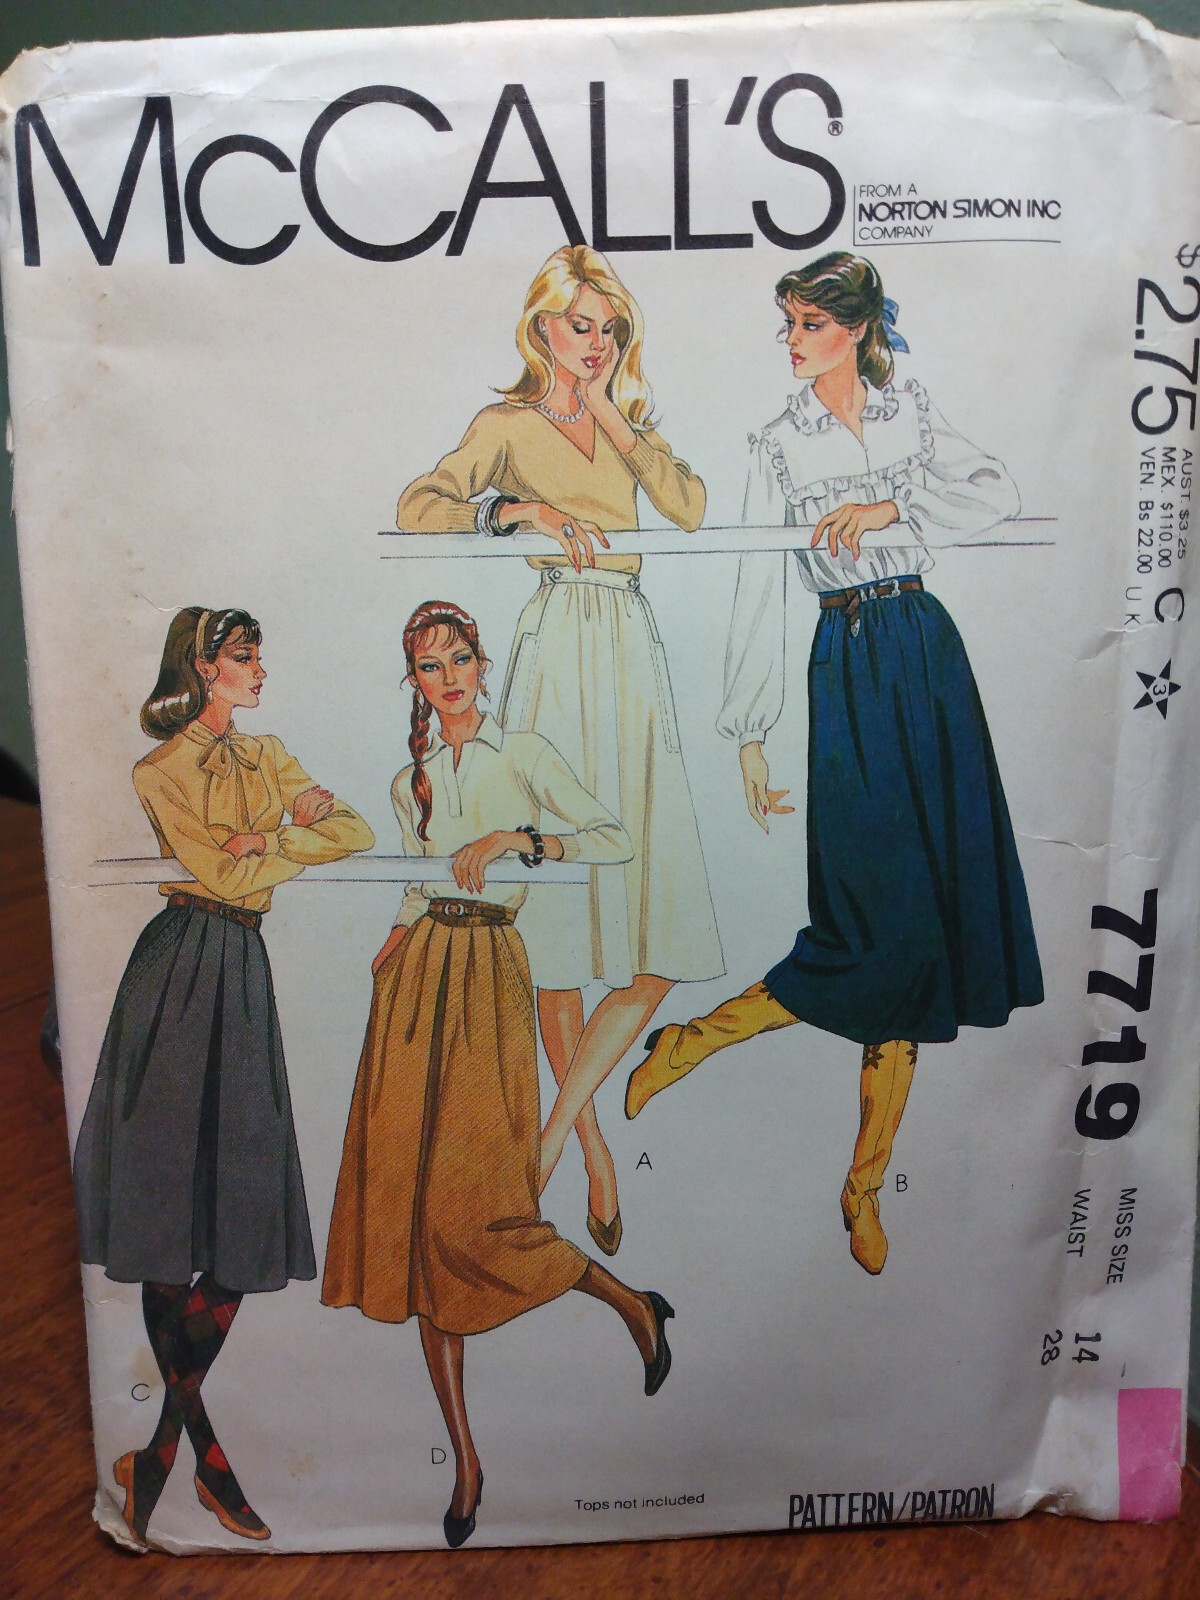 McCALL'S®
FROM A
NORTON SIMON INC
COMPANY
$2.75
AUST. $3.25
MEX. $110.00
VEN. Bs 22.00
C
UK
3
7719
MISS SIZE 14
WAIST 28
A
B
C
D
Tops not included
PATTERN/PATRON